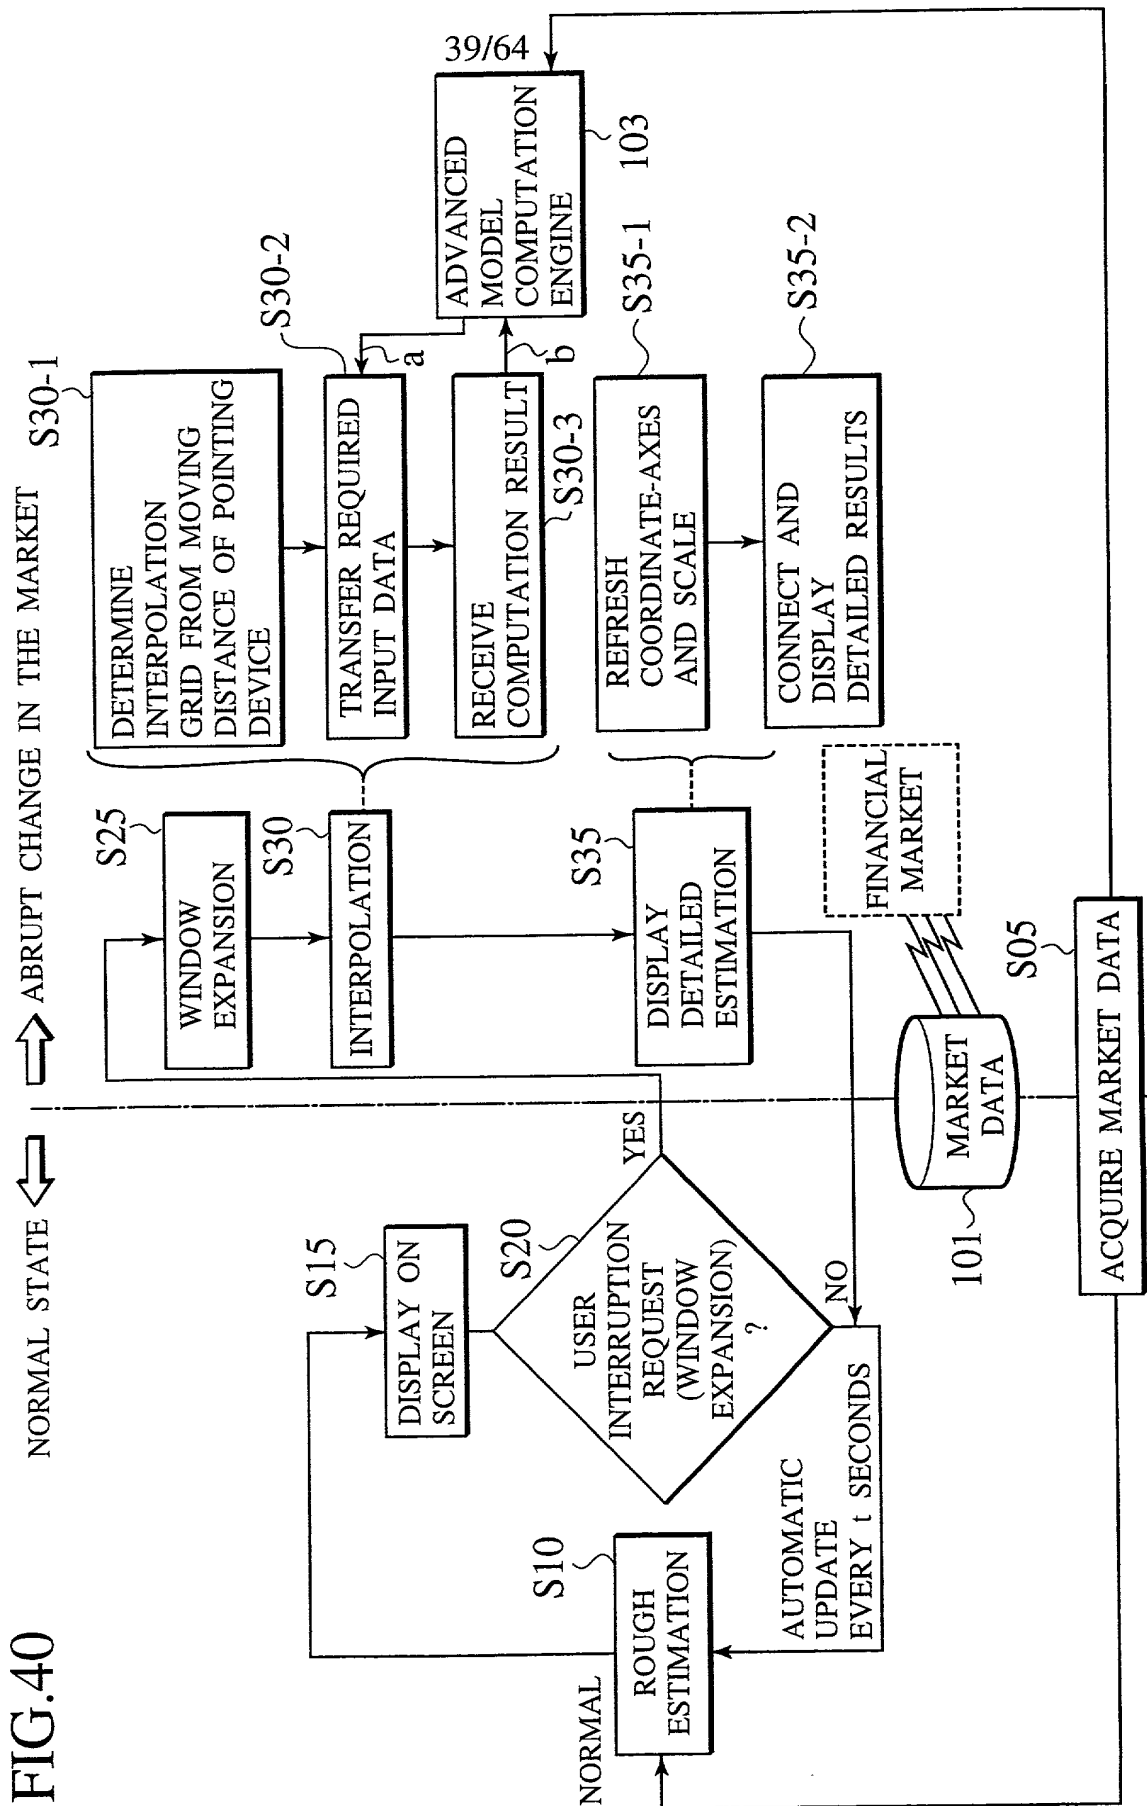 FIG.40
NORMAL STATE
ABRUPT CHANGE IN THE MARKET
39/64
NORMAL
S10
ROUGH
ESTIMATION
AUTOMATIC
UPDATE
EVERY t SECONDS
S15
DISPLAY ON
SCREEN
S20
USER
INTERRUPTION
REQUEST
(WINDOW
EXPANSION)
?
YES
NO
S25
WINDOW
EXPANSION
S30
INTERPOLATION
S35
DISPLAY
DETAILED
ESTIMATION
S30-1
DETERMINE
INTERPOLATION
GRID FROM MOVING
DISTANCE OF POINTING
DEVICE
S30-2
TRANSFER REQUIRED
INPUT DATA
a
RECEIVE
COMPUTATION RESULT
S30-3
b
ADVANCED
MODEL
COMPUTATION
ENGINE
103
S35-1
REFRESH
COORDINATE-AXES
AND SCALE
S35-2
CONNECT AND
DISPLAY
DETAILED RESULTS
FINANCIAL
MARKET
MARKET
DATA
101
S05
ACQUIRE MARKET DATA